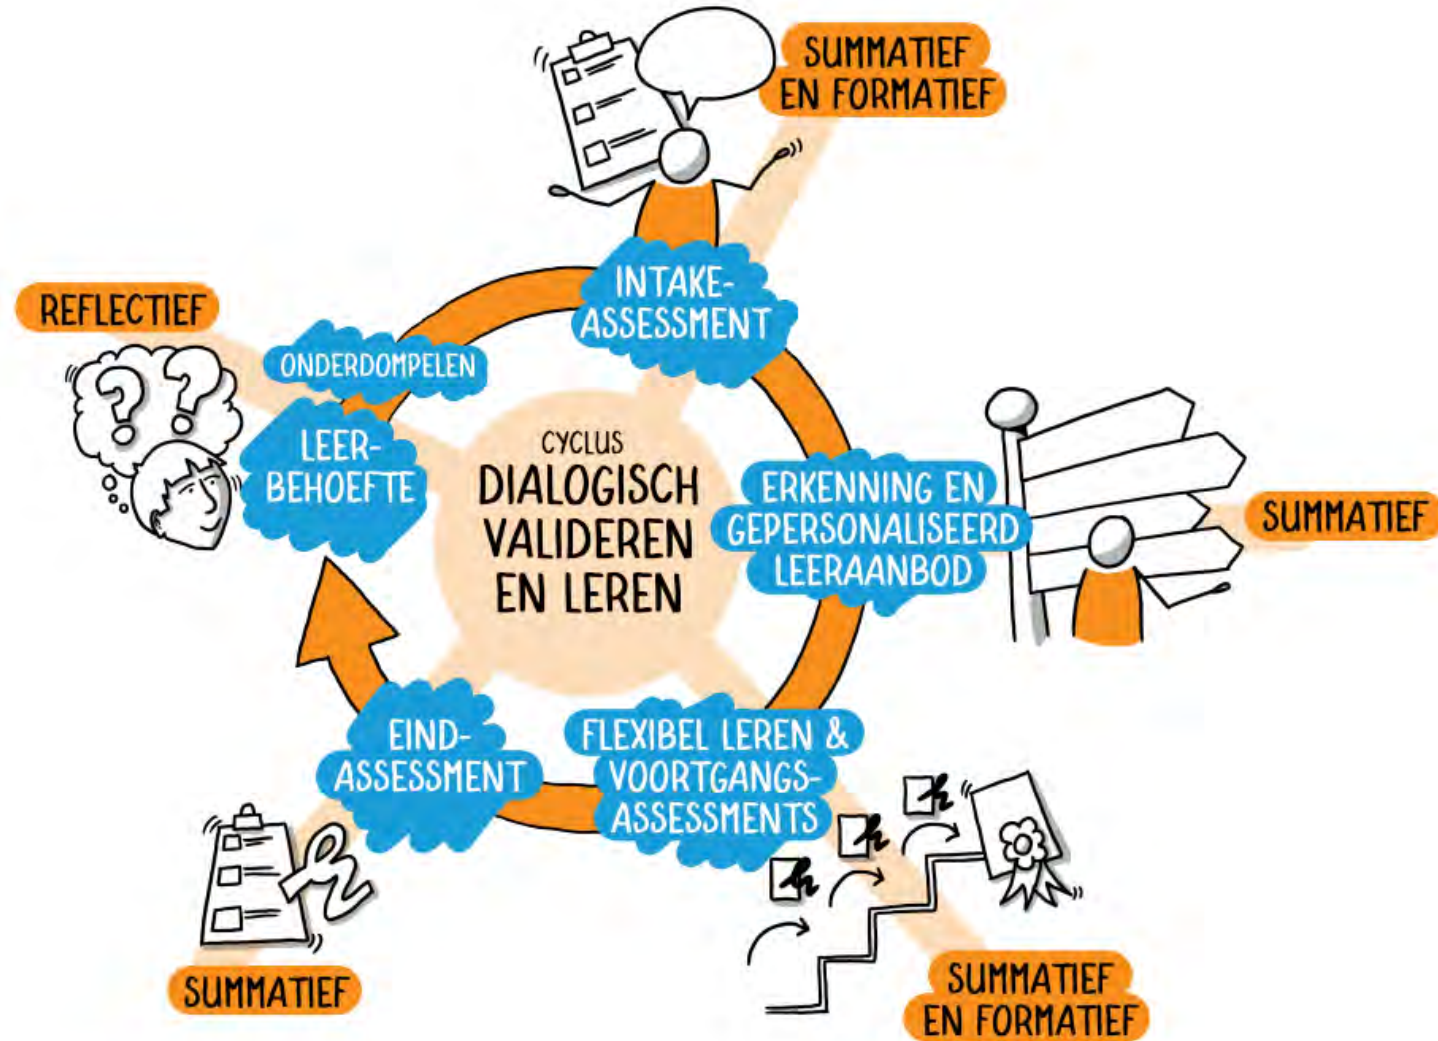 SUMMATIEF
EN FORMATIEF
INTAKE-
ASSESSMENT
REFLECTIEF
ONDERDOMPELEN
LEER-
BEHOEFTE
CYCLUS
DIALOGISCH
VALIDEREN
EN LEREN
ERKENNING EN
GEPERSONALISEERD
LEERAANBOD
SUMMATIEF
EIND-
ASSESSMENT
FLEXIBEL LEREN &
VOORTGANGS-
ASSESSMENTS
SUMMATIEF
SUMMATIEF
EN FORMATIEF